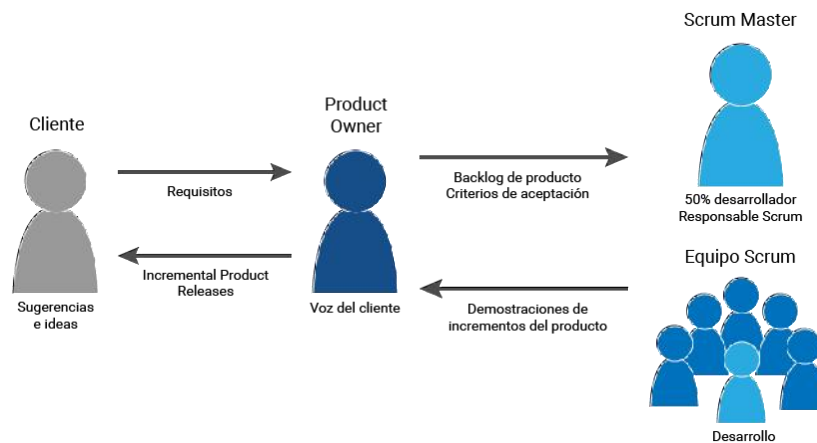 Scrum Master
Cliente
Product
Owner
Requisitos
Backlog de producto
Criterios de aceptación
50% desarrollador
Responsable Scrum
Incremental Product
Releases
Sugerencias
e ideas
Voz del cliente
Equipo Scrum
Demostraciones de
incrementos del producto
Desarrollo